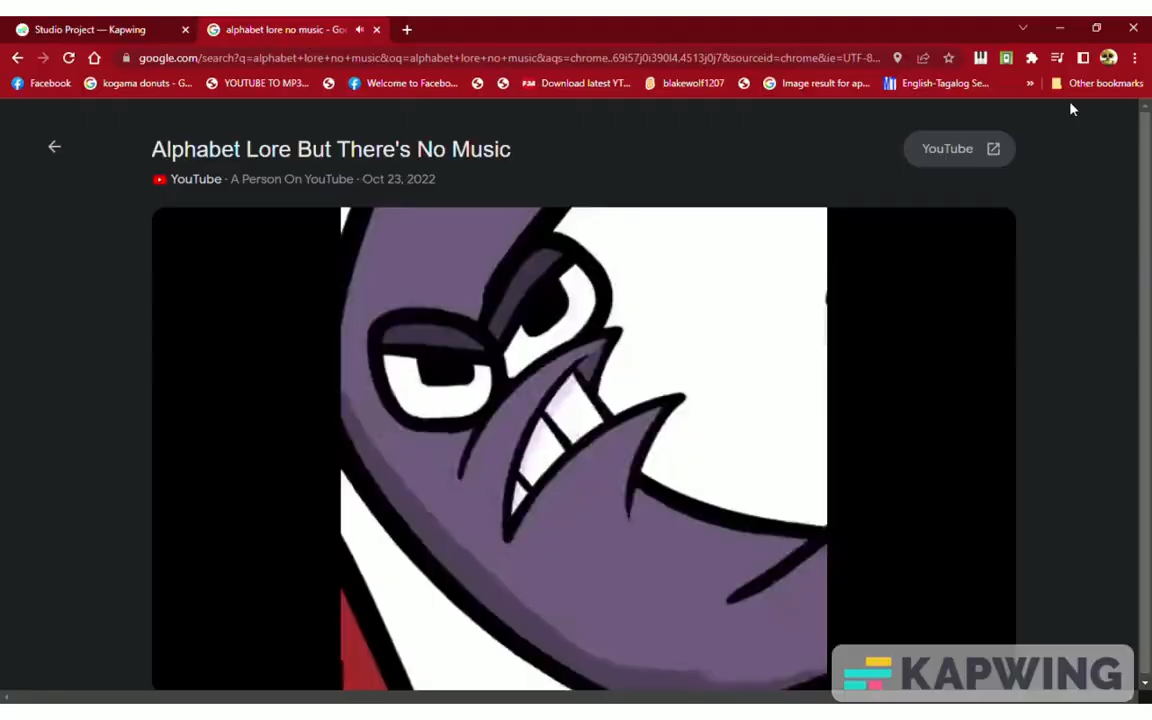 Studio Project — Kapwing
alphabet lore no music - Go
google.com/search?q=alphabet+lore+no+music&oq=alphabet+lore+no+music&aqs=chrome..69i57j0i390l4.4513j0j7&sourceid=chrome&ie=UTF-8...
Facebook
kogama donuts - G...
YOUTUBE TO MP3...
Welcome to Facebo...
Download latest YT...
blakewolf1207
Image result for ap...
English-Tagalog Se...
»
Other bookmarks
Alphabet Lore But There's No Music
YouTube
YouTube · A Person On YouTube · Oct 23, 2022
KAPWING